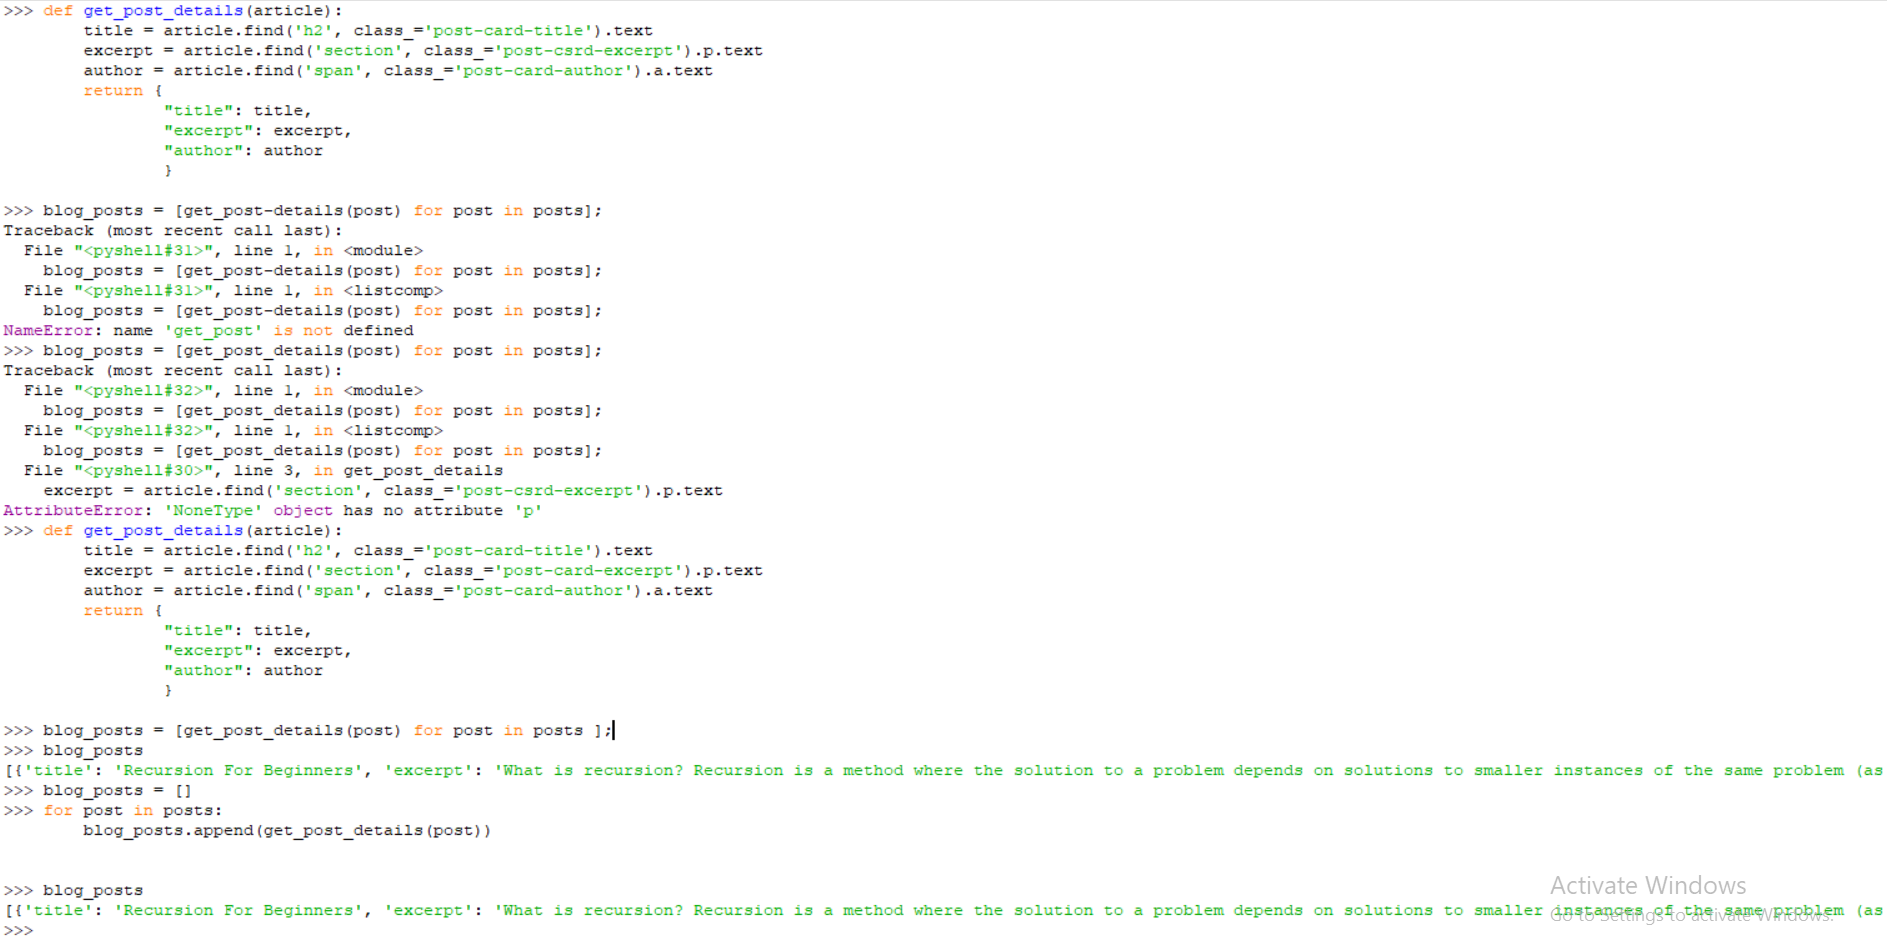 >>> def get_post_details(article):
        title = article.find('h2', class_='post-card-title').text
        excerpt = article.find('section', class_='post-csrd-excerpt').p.text
        author = article.find('span', class_='post-card-author').a.text
        return {
                "title": title,
                "excerpt": excerpt,
                "author": author
                }
>>> blog_posts = [get_post-details(post) for post in posts];
Traceback (most recent call last):
  File "<pyshell#31>", line 1, in <module>
    blog_posts = [get_post-details(post) for post in posts];
  File "<pyshell#31>", line 1, in <listcomp>
    blog_posts = [get_post-details(post) for post in posts];
NameError: name 'get_post' is not defined
>>> blog_posts = [get_post_details(post) for post in posts];
Traceback (most recent call last):
  File "<pyshell#32>", line 1, in <module>
    blog_posts = [get_post_details(post) for post in posts];
  File "<pyshell#32>", line 1, in <listcomp>
    blog_posts = [get_post_details(post) for post in posts];
  File "<pyshell#30>", line 3, in get_post_details
    excerpt = article.find('section', class_='post-csrd-excerpt').p.text
AttributeError: 'NoneType' object has no attribute 'p'
>>> def get_post_details(article):
        title = article.find('h2', class_='post-card-title').text
        excerpt = article.find('section', class_='post-card-excerpt').p.text
        author = article.find('span', class_='post-card-author').a.text
        return {
                "title": title,
                "excerpt": excerpt,
                "author": author
                }
>>> blog_posts = [get_post_details(post) for post in posts ];
>>> blog_posts
[{'title': 'Recursion For Beginners', 'excerpt': 'What is recursion? Recursion is a method where the solution to a problem depends on solutions to smaller instances of the same problem (as
>>> blog_posts = []
>>> for post in posts:
        blog_posts.append(get_post_details(post))
>>> blog_posts
[{'title': 'Recursion For Beginners', 'excerpt': 'What is recursion? Recursion is a method where the solution to a problem depends on solutions to smaller instances of the same problem (as
>>>
Activate Windows
Go to Settings to activate Windows.